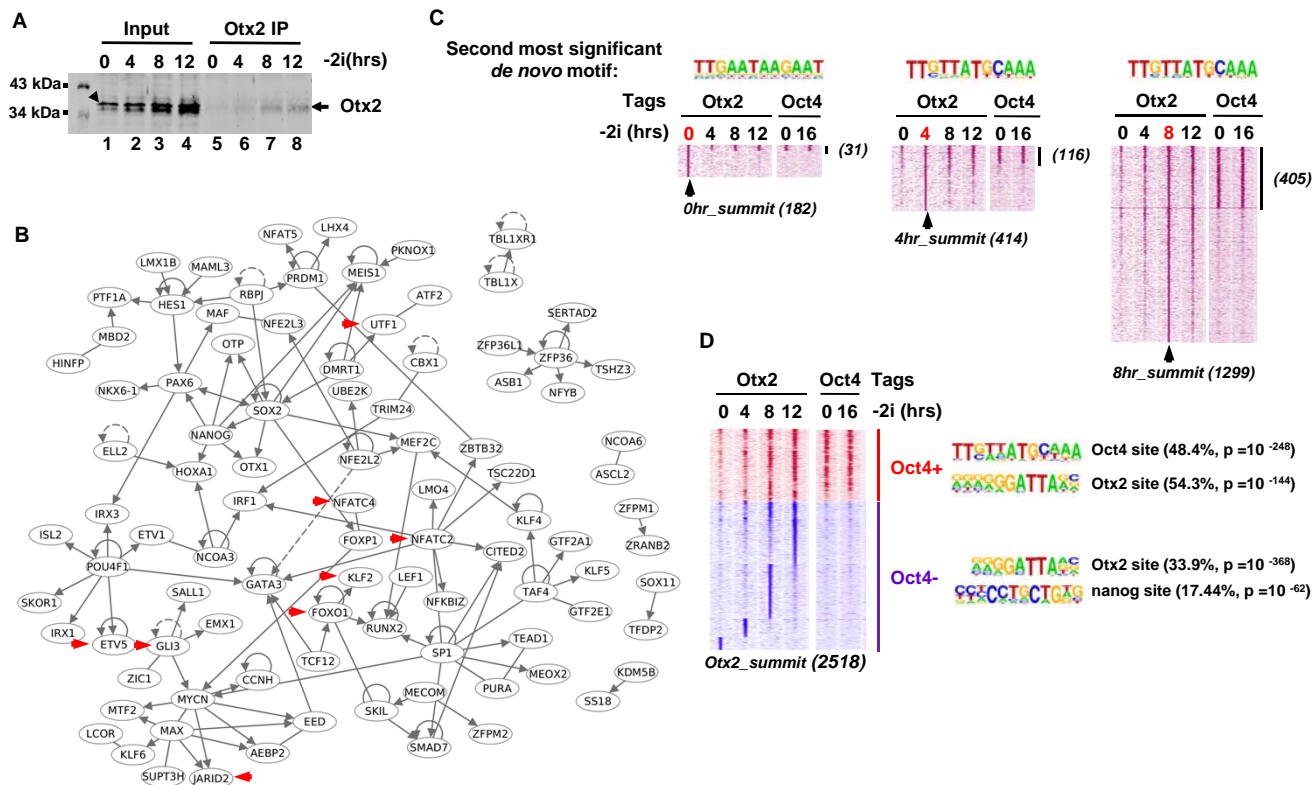 A
Input
Otx2 IP
0 4 8 12 0 4 8 12 -2i(hrs)
43 kDa
34 kDa
Otx2
1 2 3 4 5 6 7 8
B
NFAT5
LHX4
TBL1XR1
LMX1B
MAML3
PRDM1
MEIS1
PKNOX1
TBL1X
PTF1A
HES1
RBPJ
ATF2
MAF
NFE2L3
UTF1
SERTAD2
MBD2
ZFP36L1
ZFP36
HINFP
OTP
DMRT1
CBX1
TSHZ3
NKX6-1
PAX6
UBE2K
ASB1
NFYB
SOX2
TRIM24
NANOG
MEF2C
ZBTB32
NCOA6
ELL2
HOXA1
OTX1
NFE2L2
TSC22D1
ASCL2
IRX3
IRF1
NFATC4
LMO4
KLF4
ZFPM1
ISL2
ETV1
NCOA3
FOXP1
NFATC2
CITED2
GTF2A1
ZRANB2
POU4F1
GATA3
KLF2
LEF1
TAF4
KLF5
SKOR1
SALL1
FOXO1
NFKBIZ
GTF2E1
SOX11
IRX1
ETV5
GLI3
EMX1
RUNX2
TFDP2
ZIC1
TCF12
SP1
TEAD1
CCNH
MEOX2
KDM5B
MYCN
MECOM
PURA
SS18
MTF2
SKIL
MAX
EED
ZFPM2
LCOR
KLF6
AEBP2
SMAD7
SUPT3H
JARID2
C
Second most significant
de novo motif:
TTGAATAAGAAT
TTGTTATGCAAA
TTGTTATGCAAA
Tags
Otx2 Oct4
Otx2 Oct4
Otx2 Oct4
-2i (hrs)
0 4 8 12 0 16
0 4 8 12 0 16
0 4 8 12 0 16
(31)
(116)
(405)
0hr_summit (182)
4hr_summit (414)
8hr_summit (1299)
D
Otx2 Oct4 Tags
0 4 8 12 0 16 -2i (hrs)
Oct4+
TTGTTATGCAAA Oct4 site (48.4%, p =10 -248)
GGATTA Otx2 site (54.3%, p = 10 -144)
Oct4-
GGATTA Otx2 site (33.9%, p = 10 -368)
CCTGCTG nanog site (17.44%, p =10 -62)
Otx2_summit (2518)